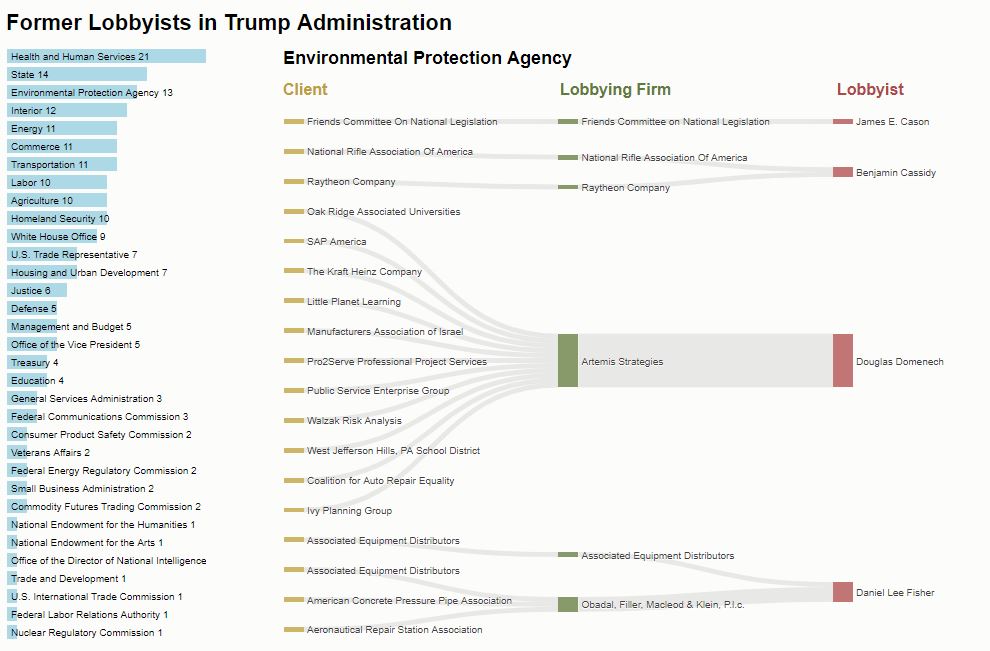 Former Lobbyists in Trump Administration
Health and Human Services 21
State 14
Environmental Protection Agency 13
Interior 12
Energy 11
Commerce 11
Transportation 11
Labor 10
Agriculture 10
Homeland Security 10
White House Office 9
U.S. Trade Representative 7
Housing and Urban Development 7
Justice 6
Defense 5
Management and Budget 5
Office of the Vice President 5
Treasury 4
Education 4
General Services Administration 3
Federal Communications Commission 3
Consumer Product Safety Commission 2
Veterans Affairs 2
Federal Energy Regulatory Commission 2
Small Business Administration 2
Commodity Futures Trading Commission 2
National Endowment for the Humanities 1
National Endowment for the Arts 1
Office of the Director of National Intelligence
Trade and Development 1
U.S. International Trade Commission 1
Federal Labor Relations Authority 1
Nuclear Regulatory Commission 1
Environmental Protection Agency
Client
Friends Committee On National Legislation
National Rifle Association Of America
Raytheon Company
Oak Ridge Associated Universities
SAP America
The Kraft Heinz Company
Little Planet Learning
Manufacturers Association of Israel
Pro2Serve Professional Project Services
Public Service Enterprise Group
Walzak Risk Analysis
West Jefferson Hills, PA School District
Coalition for Auto Repair Equality
Ivy Planning Group
Associated Equipment Distributors
Associated Equipment Distributors
American Concrete Pressure Pipe Association
Aeronautical Repair Station Association
Lobbying Firm
Friends Committee on National Legislation
National Rifle Association Of America
Raytheon Company
Artemis Strategies
Associated Equipment Distributors
Obadal, Filler, Macleod & Klein, P.l.c.
Lobbyist
James E. Cason
Benjamin Cassidy
Douglas Domenech
Daniel Lee Fisher